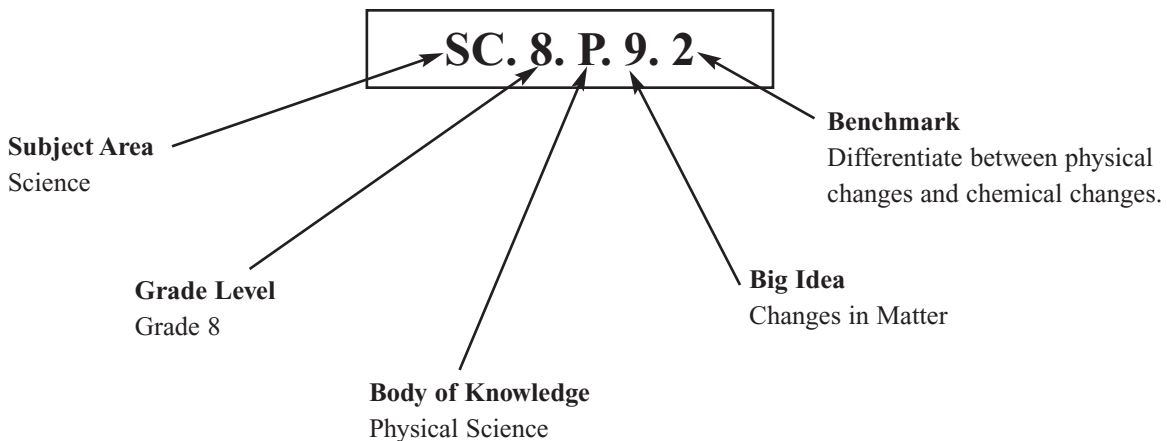 SC. 8. P. 9. 2
Subject Area
Science
Benchmark
Differentiate between physical
changes and chemical changes.
Grade Level
Grade 8
Big Idea
Changes in Matter
Body of Knowledge
Physical Science